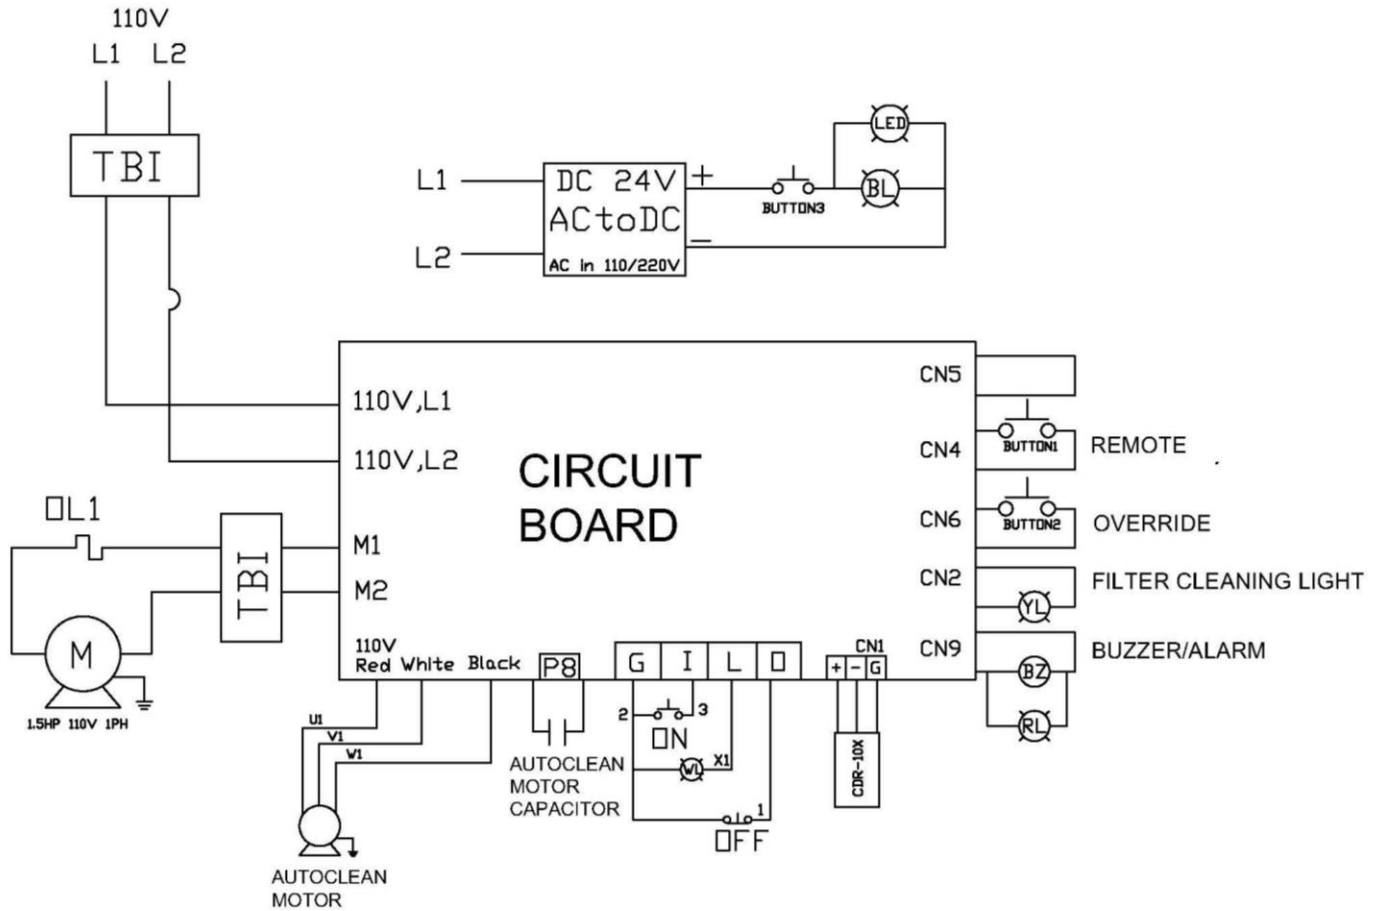 110V
L1 L2
TBI
L1
L2
DC 24V
ACtoDC
AC in 110/220V
+
−
BUTTON3
LED
BL
110V,L1
110V,L2
CIRCUIT
BOARD
CN5
CN4
BUTTON1
REMOTE
CN6
BUTTON2
OVERRIDE
CN2
YL
FILTER CLEANING LIGHT
CN9
BZ
RL
BUZZER/ALARM
OL1
TBI
M1
M2
M
1.5HP 110V 1PH
110V
Red White Black
U1
V1
W1
AUTOCLEAN
MOTOR
P8
AUTOCLEAN
MOTOR
CAPACITOR
G I L O
2 3
ON
WL X1
1
OFF
CN1
+ - G
CDR-10X